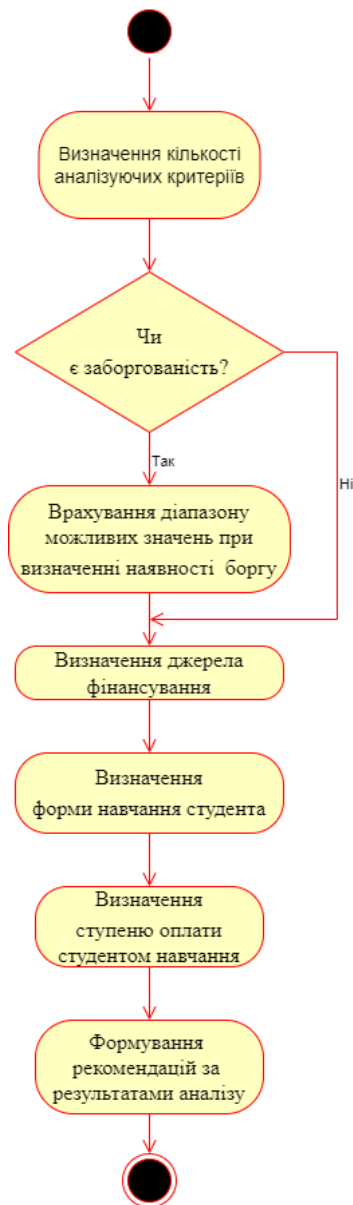 Визначення кількості
аналізуючих критеріїв
Чи
є заборгованість?
Так
Ні
Врахування діапазону
можливих значень при
визначенні наявності боргу
Визначення джерела
фінансування
Визначення
форми навчання студента
Визначення
ступеню оплати
студентом навчання
Формування
рекомендацій за
результатами аналізу